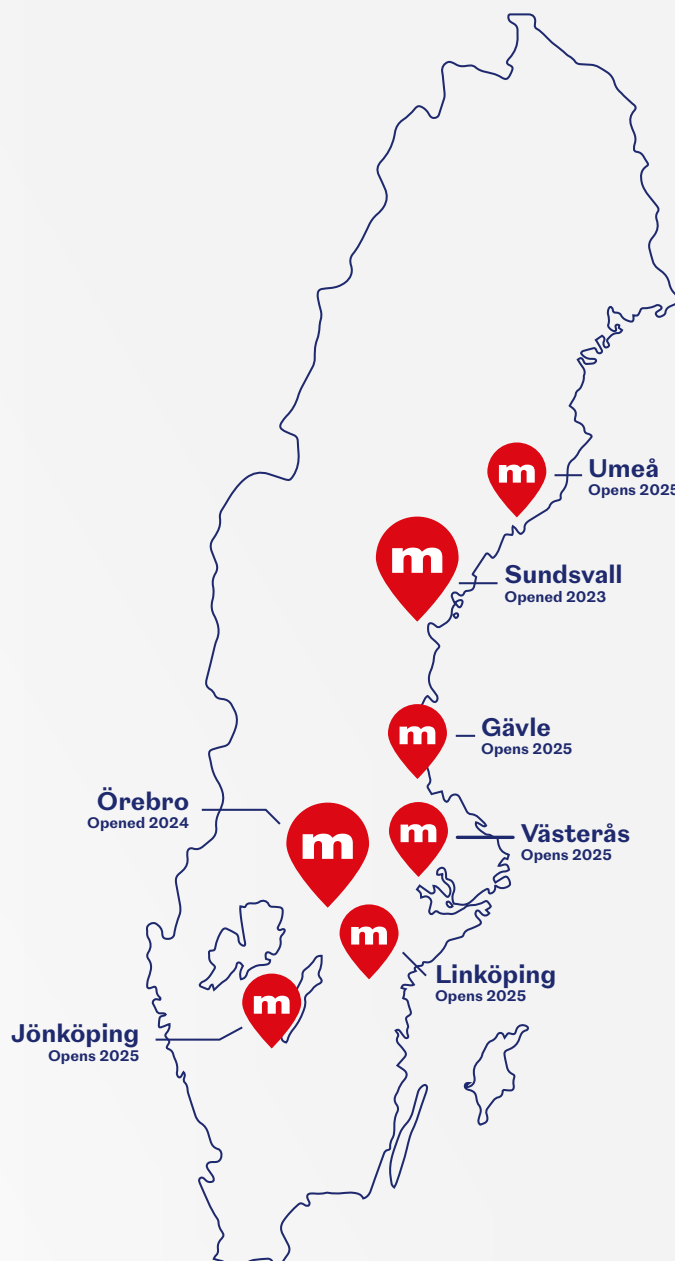 m
Umeå
Opens 2025
m
Sundsvall
Opened 2023
m
Gävle
Opens 2025
Örebro
Opened 2024
m
m
Västerås
Opens 2025
m
Linköping
Opens 2025
m
Jönköping
Opens 2025